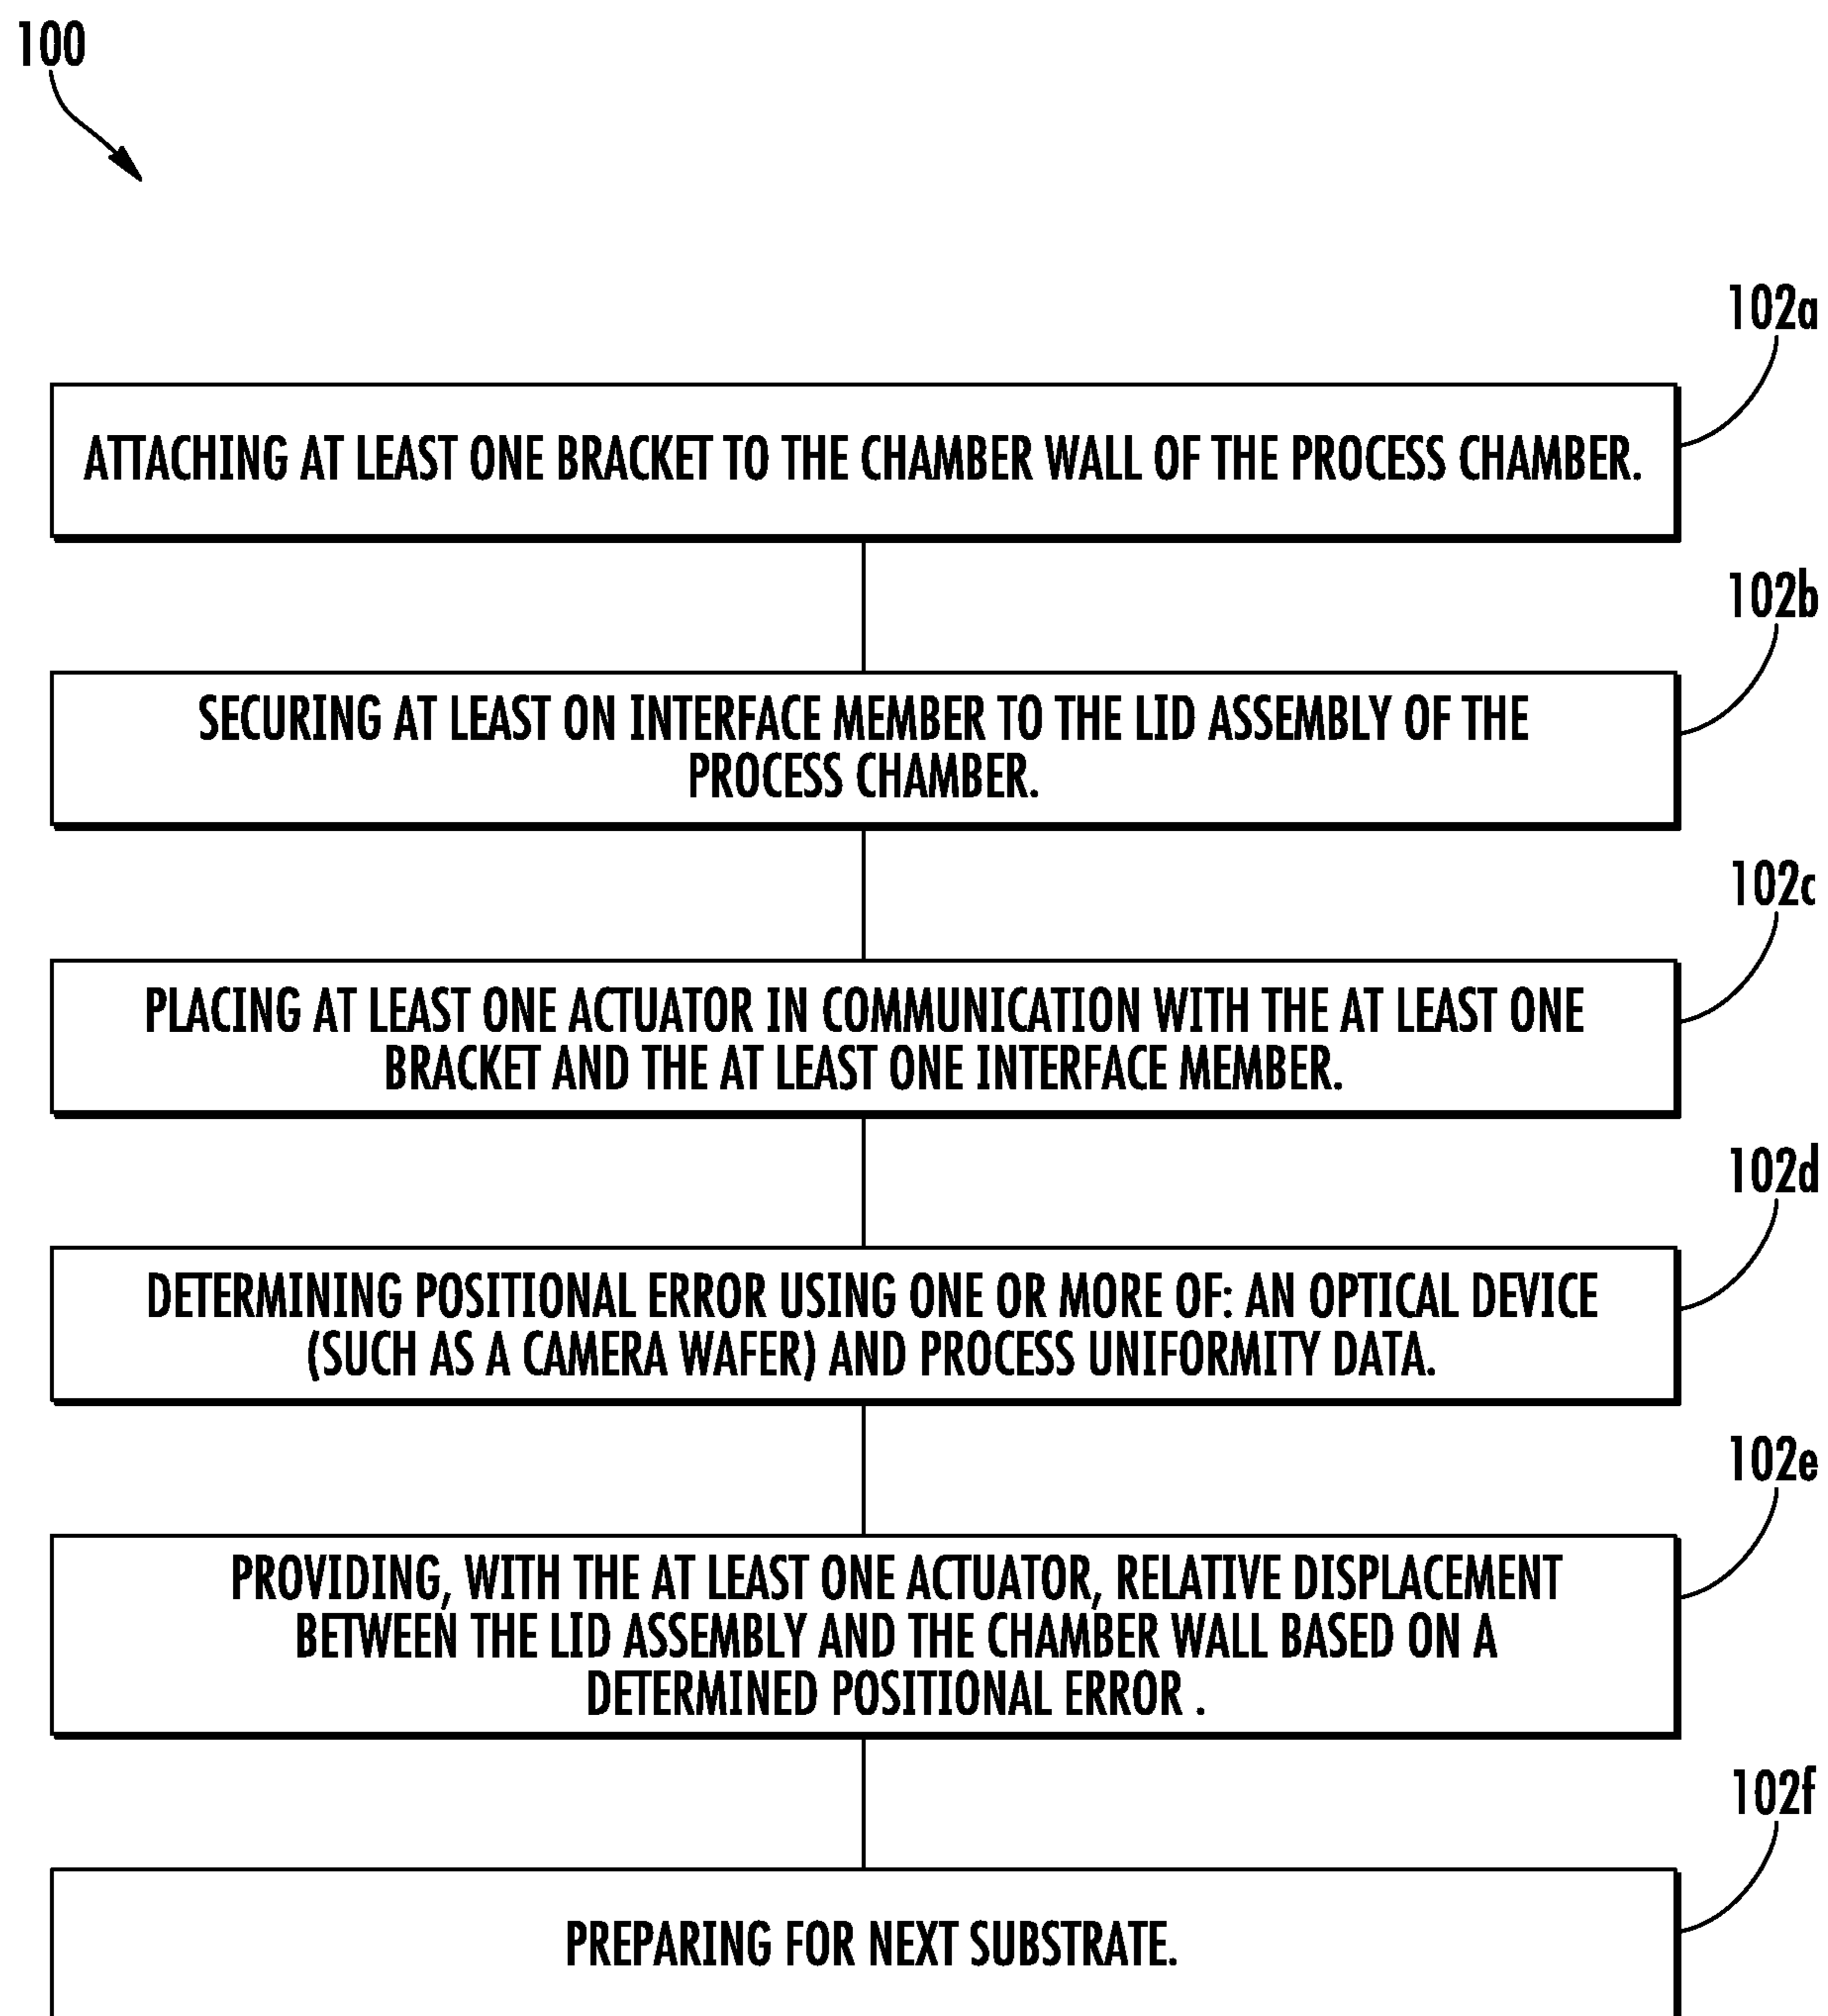 100
102a
ATTACHING AT LEAST ONE BRACKET TO THE CHAMBER WALL OF THE PROCESS CHAMBER.
102b
SECURING AT LEAST ON INTERFACE MEMBER TO THE LID ASSEMBLY OF THE
PROCESS CHAMBER.
102c
PLACING AT LEAST ONE ACTUATOR IN COMMUNICATION WITH THE AT LEAST ONE
BRACKET AND THE AT LEAST ONE INTERFACE MEMBER.
102d
DETERMINING POSITIONAL ERROR USING ONE OR MORE OF: AN OPTICAL DEVICE
(SUCH AS A CAMERA WAFER) AND PROCESS UNIFORMITY DATA.
102e
PROVIDING, WITH THE AT LEAST ONE ACTUATOR, RELATIVE DISPLACEMENT
BETWEEN THE LID ASSEMBLY AND THE CHAMBER WALL BASED ON A
DETERMINED POSITIONAL ERROR .
102f
PREPARING FOR NEXT SUBSTRATE.